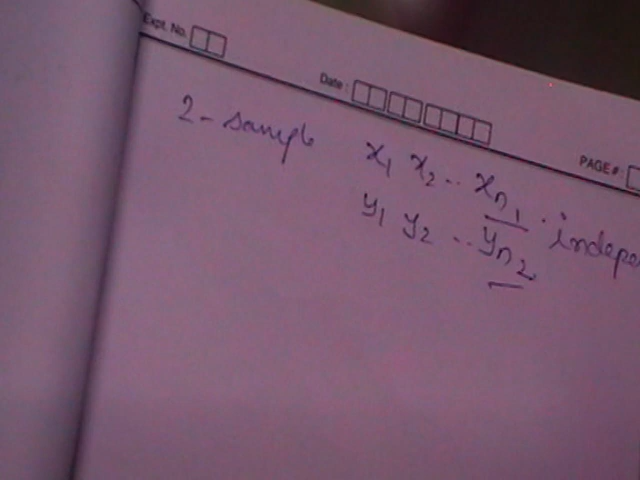 Expt. No.
Date :
PAGE # :
2 - sample x₁ x₂ .. xₙ₁
y₁ y₂ .. yₙ₂ . indepe